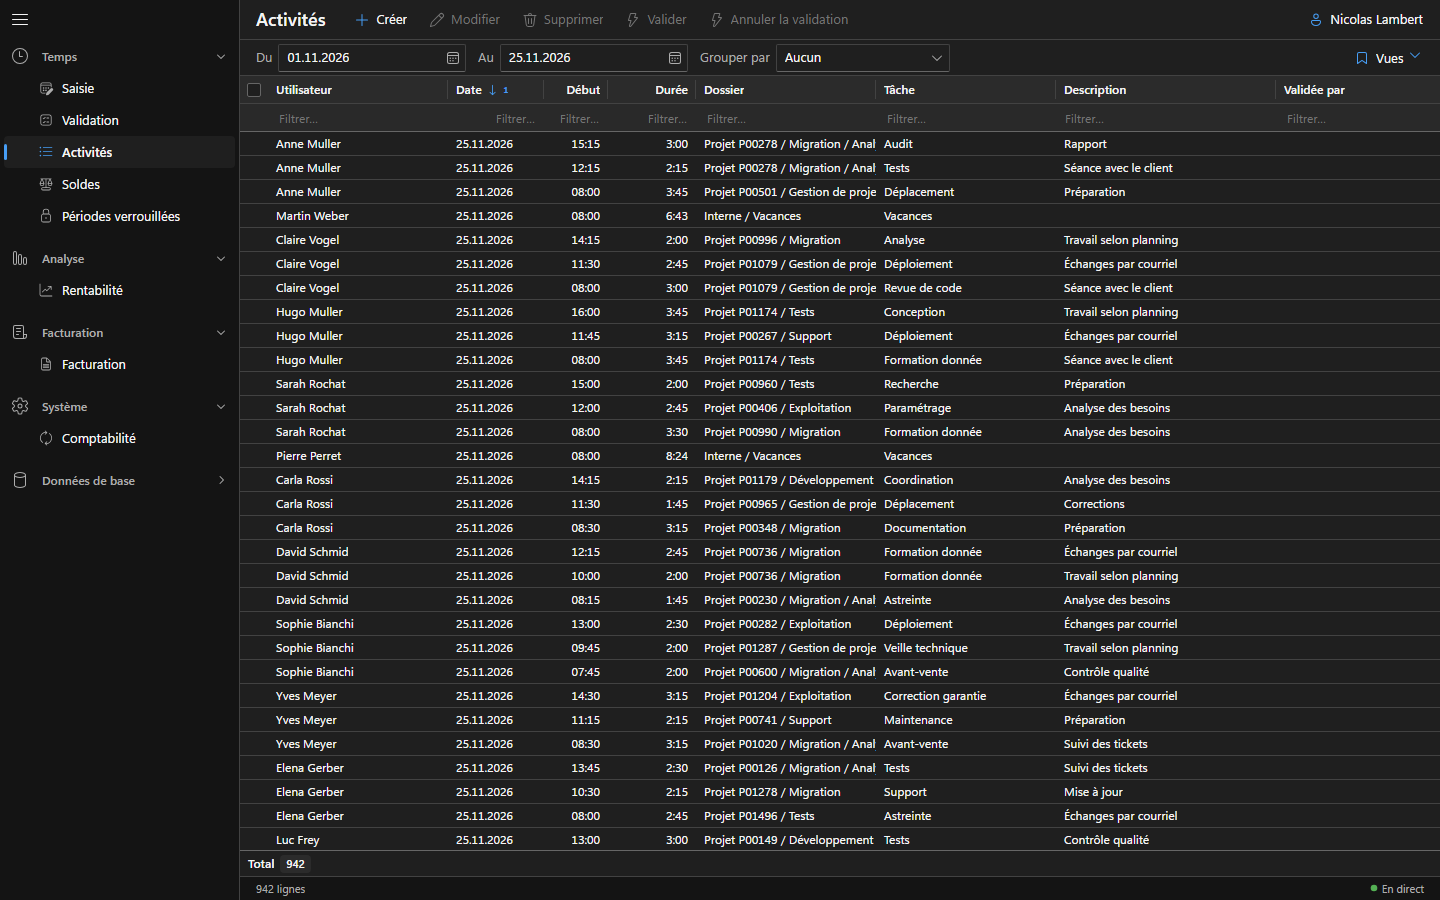 Activités
Créer
Modifier
Supprimer
Valider
Annuler la validation
Nicolas Lambert
Temps
Saisie
Validation
Activités
Soldes
Périodes verrouillées
Analyse
Rentabilité
Facturation
Facturation
Système
Comptabilité
Données de base
Du 01.11.2026 Au 25.11.2026 Grouper par Aucun Vues
Utilisateur Date 1 Début Durée Dossier Tâche Description Validée par
Filtrer... Filtrer... Filtrer... Filtrer... Filtrer... Filtrer... Filtrer... Filtrer...
Anne Muller 25.11.2026 15:15 3:00 Projet P00278 / Migration / Anal Audit Rapport
Anne Muller 25.11.2026 12:15 2:15 Projet P00278 / Migration / Anal Tests Séance avec le client
Anne Muller 25.11.2026 08:00 3:45 Projet P00501 / Gestion de proje Déplacement Préparation
Martin Weber 25.11.2026 08:00 6:43 Interne / Vacances Vacances
Claire Vogel 25.11.2026 14:15 2:00 Projet P00996 / Migration Analyse Travail selon planning
Claire Vogel 25.11.2026 11:30 2:45 Projet P01079 / Gestion de proje Déploiement Échanges par courriel
Claire Vogel 25.11.2026 08:00 3:00 Projet P01079 / Gestion de proje Revue de code Séance avec le client
Hugo Muller 25.11.2026 16:00 3:45 Projet P01174 / Tests Conception Travail selon planning
Hugo Muller 25.11.2026 11:45 3:15 Projet P00267 / Support Déploiement Échanges par courriel
Hugo Muller 25.11.2026 08:00 3:45 Projet P01174 / Tests Formation donnée Séance avec le client
Sarah Rochat 25.11.2026 15:00 2:00 Projet P00960 / Tests Recherche Préparation
Sarah Rochat 25.11.2026 12:00 2:45 Projet P00406 / Exploitation Paramétrage Analyse des besoins
Sarah Rochat 25.11.2026 08:00 3:30 Projet P00990 / Migration Formation donnée Analyse des besoins
Pierre Perret 25.11.2026 08:00 8:24 Interne / Vacances Vacances
Carla Rossi 25.11.2026 14:15 2:15 Projet P01179 / Développement Coordination Analyse des besoins
Carla Rossi 25.11.2026 11:30 1:45 Projet P00965 / Gestion de proje Déplacement Corrections
Carla Rossi 25.11.2026 08:30 3:15 Projet P00348 / Migration Documentation Préparation
David Schmid 25.11.2026 12:15 2:45 Projet P00736 / Migration Formation donnée Échanges par courriel
David Schmid 25.11.2026 10:00 2:00 Projet P00736 / Migration Formation donnée Travail selon planning
David Schmid 25.11.2026 08:15 1:45 Projet P00230 / Migration / Anal Astreinte Analyse des besoins
Sophie Bianchi 25.11.2026 13:00 2:30 Projet P00282 / Exploitation Déploiement Échanges par courriel
Sophie Bianchi 25.11.2026 09:45 2:00 Projet P01287 / Gestion de proje Veille technique Travail selon planning
Sophie Bianchi 25.11.2026 07:45 2:00 Projet P00600 / Migration / Anal Avant-vente Contrôle qualité
Yves Meyer 25.11.2026 14:30 3:15 Projet P01204 / Exploitation Correction garantie Échanges par courriel
Yves Meyer 25.11.2026 11:15 2:15 Projet P00741 / Support Maintenance Préparation
Yves Meyer 25.11.2026 08:30 3:15 Projet P01020 / Migration / Anal Avant-vente Suivi des tickets
Elena Gerber 25.11.2026 13:45 2:30 Projet P00126 / Migration / Anal Tests Suivi des tickets
Elena Gerber 25.11.2026 10:30 2:15 Projet P01278 / Migration Support Mise à jour
Elena Gerber 25.11.2026 08:00 2:45 Projet P01496 / Tests Astreinte Échanges par courriel
Luc Frey 25.11.2026 13:00 3:00 Projet P00149 / Développement Tests Contrôle qualité
Total 942
942 lignes
En direct